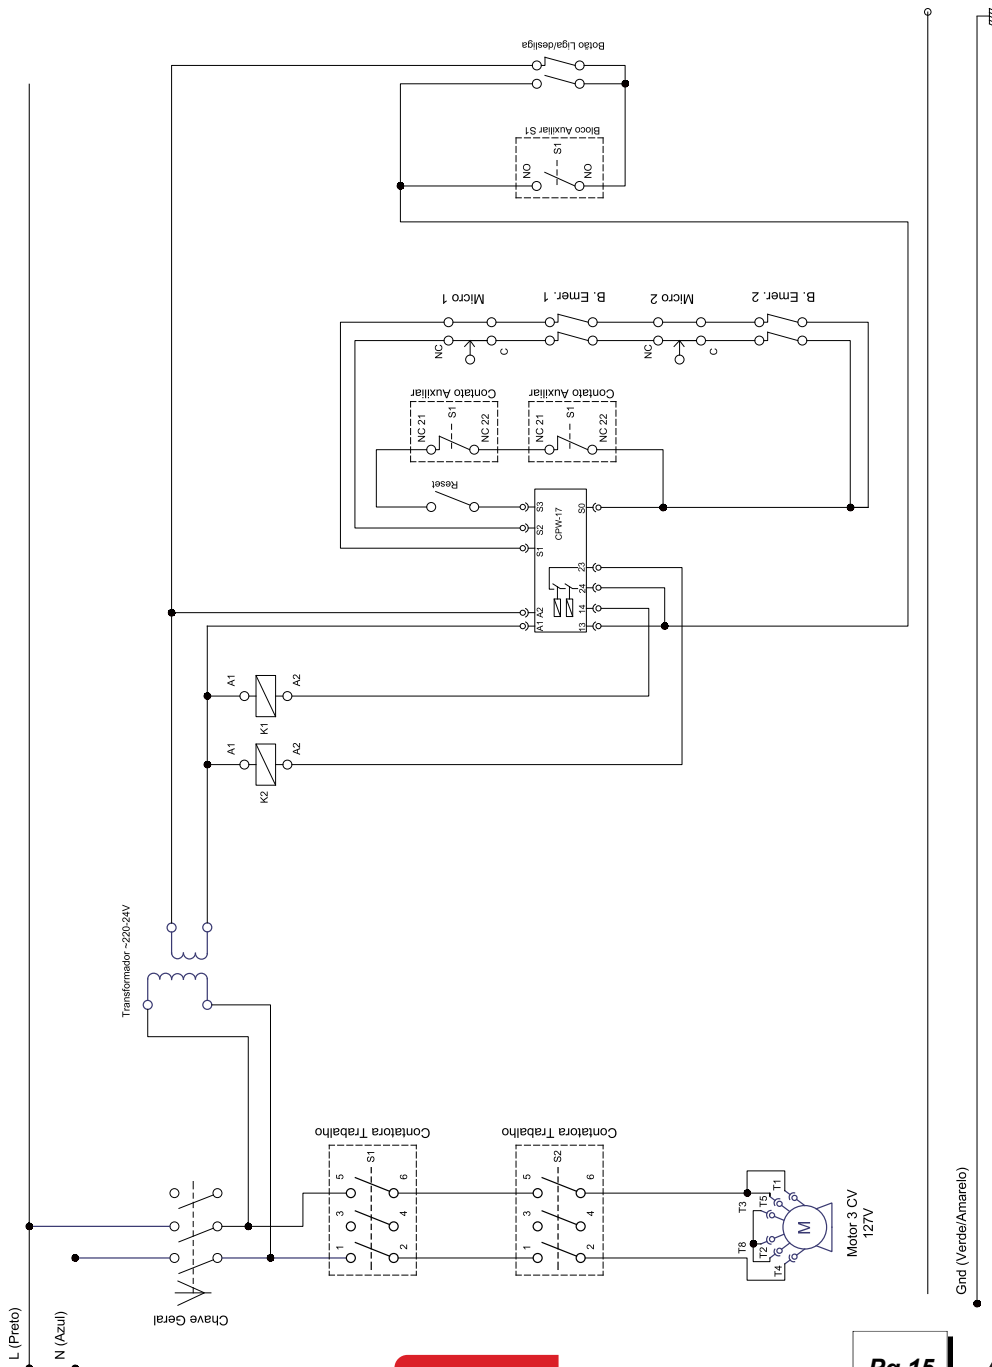 Botão Liga/desliga
Bloco Auxiliar S1
S1
NO
NO
Micro 1
B. Emer. 1
Micro 2
B. Emer. 2
NC
C
NC
C
Contato Auxiliar
Contato Auxiliar
NC 21
S1
NC 22
NC 21
S1
NC 22
Reset
S3
S2
S1
CPW-17
S0
A2
A1
23
24
14
13
A1
A2
K1
A1
A2
K2
Transformador ~220-24V
Contatora Trabalho
Contatora Trabalho
S1
5
6
3
4
1
2
S2
5
6
3
4
1
2
Chave Geral
T3
T5
T1
T8
T2
T4
M
Motor 3 CV
127V
L (Preto)
N (Azul)
Gnd (Verde/Amarelo)